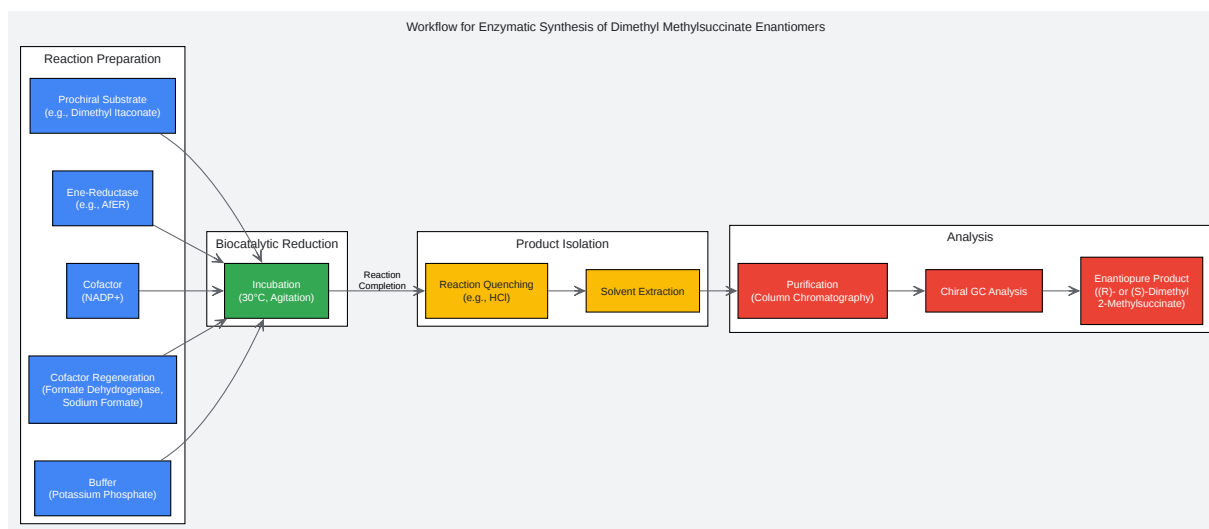 Workflow for Enzymatic Synthesis of Dimethyl Methylsuccinate Enantiomers
Reaction Preparation
Prochiral Substrate
(e.g., Dimethyl Itaconate)
Ene-Reductase
(e.g., AfER)
Cofactor
(NADP+)
Cofactor Regeneration
(Formate Dehydrogenase,
Sodium Formate)
Buffer
(Potassium Phosphate)
Biocatalytic Reduction
Incubation
(30°C, Agitation)
Reaction
Completion
Product Isolation
Reaction Quenching
(e.g., HCl)
Solvent Extraction
Analysis
Purification
(Column Chromatography)
Chiral GC Analysis
Enantiopure Product
((R)- or (S)-Dimethyl
2-Methylsuccinate)